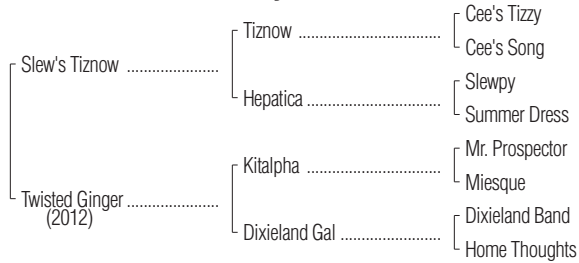 Cee's Tizzy
Tiznow ........................................
Cee's Song
Slew's Tiznow .........................
Slewpy
Hepatica .....................................
Summer Dress
Mr. Prospector
Kitalpha ......................................
Miesque
Twisted Ginger .........................
(2012)
Dixieland Band
Dixieland Gal ...........................
Home Thoughts